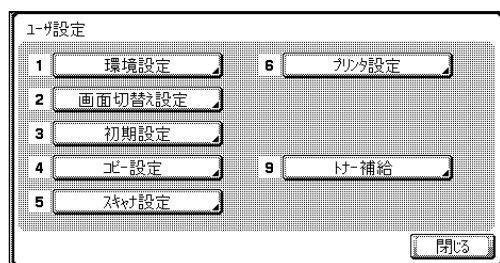 ユーザ設定
1 環境設定
2 画面切替え設定
3 初期設定
4 コピー設定
5 スキャナ設定
6 プリンタ設定
9 トナー補給
閉じる